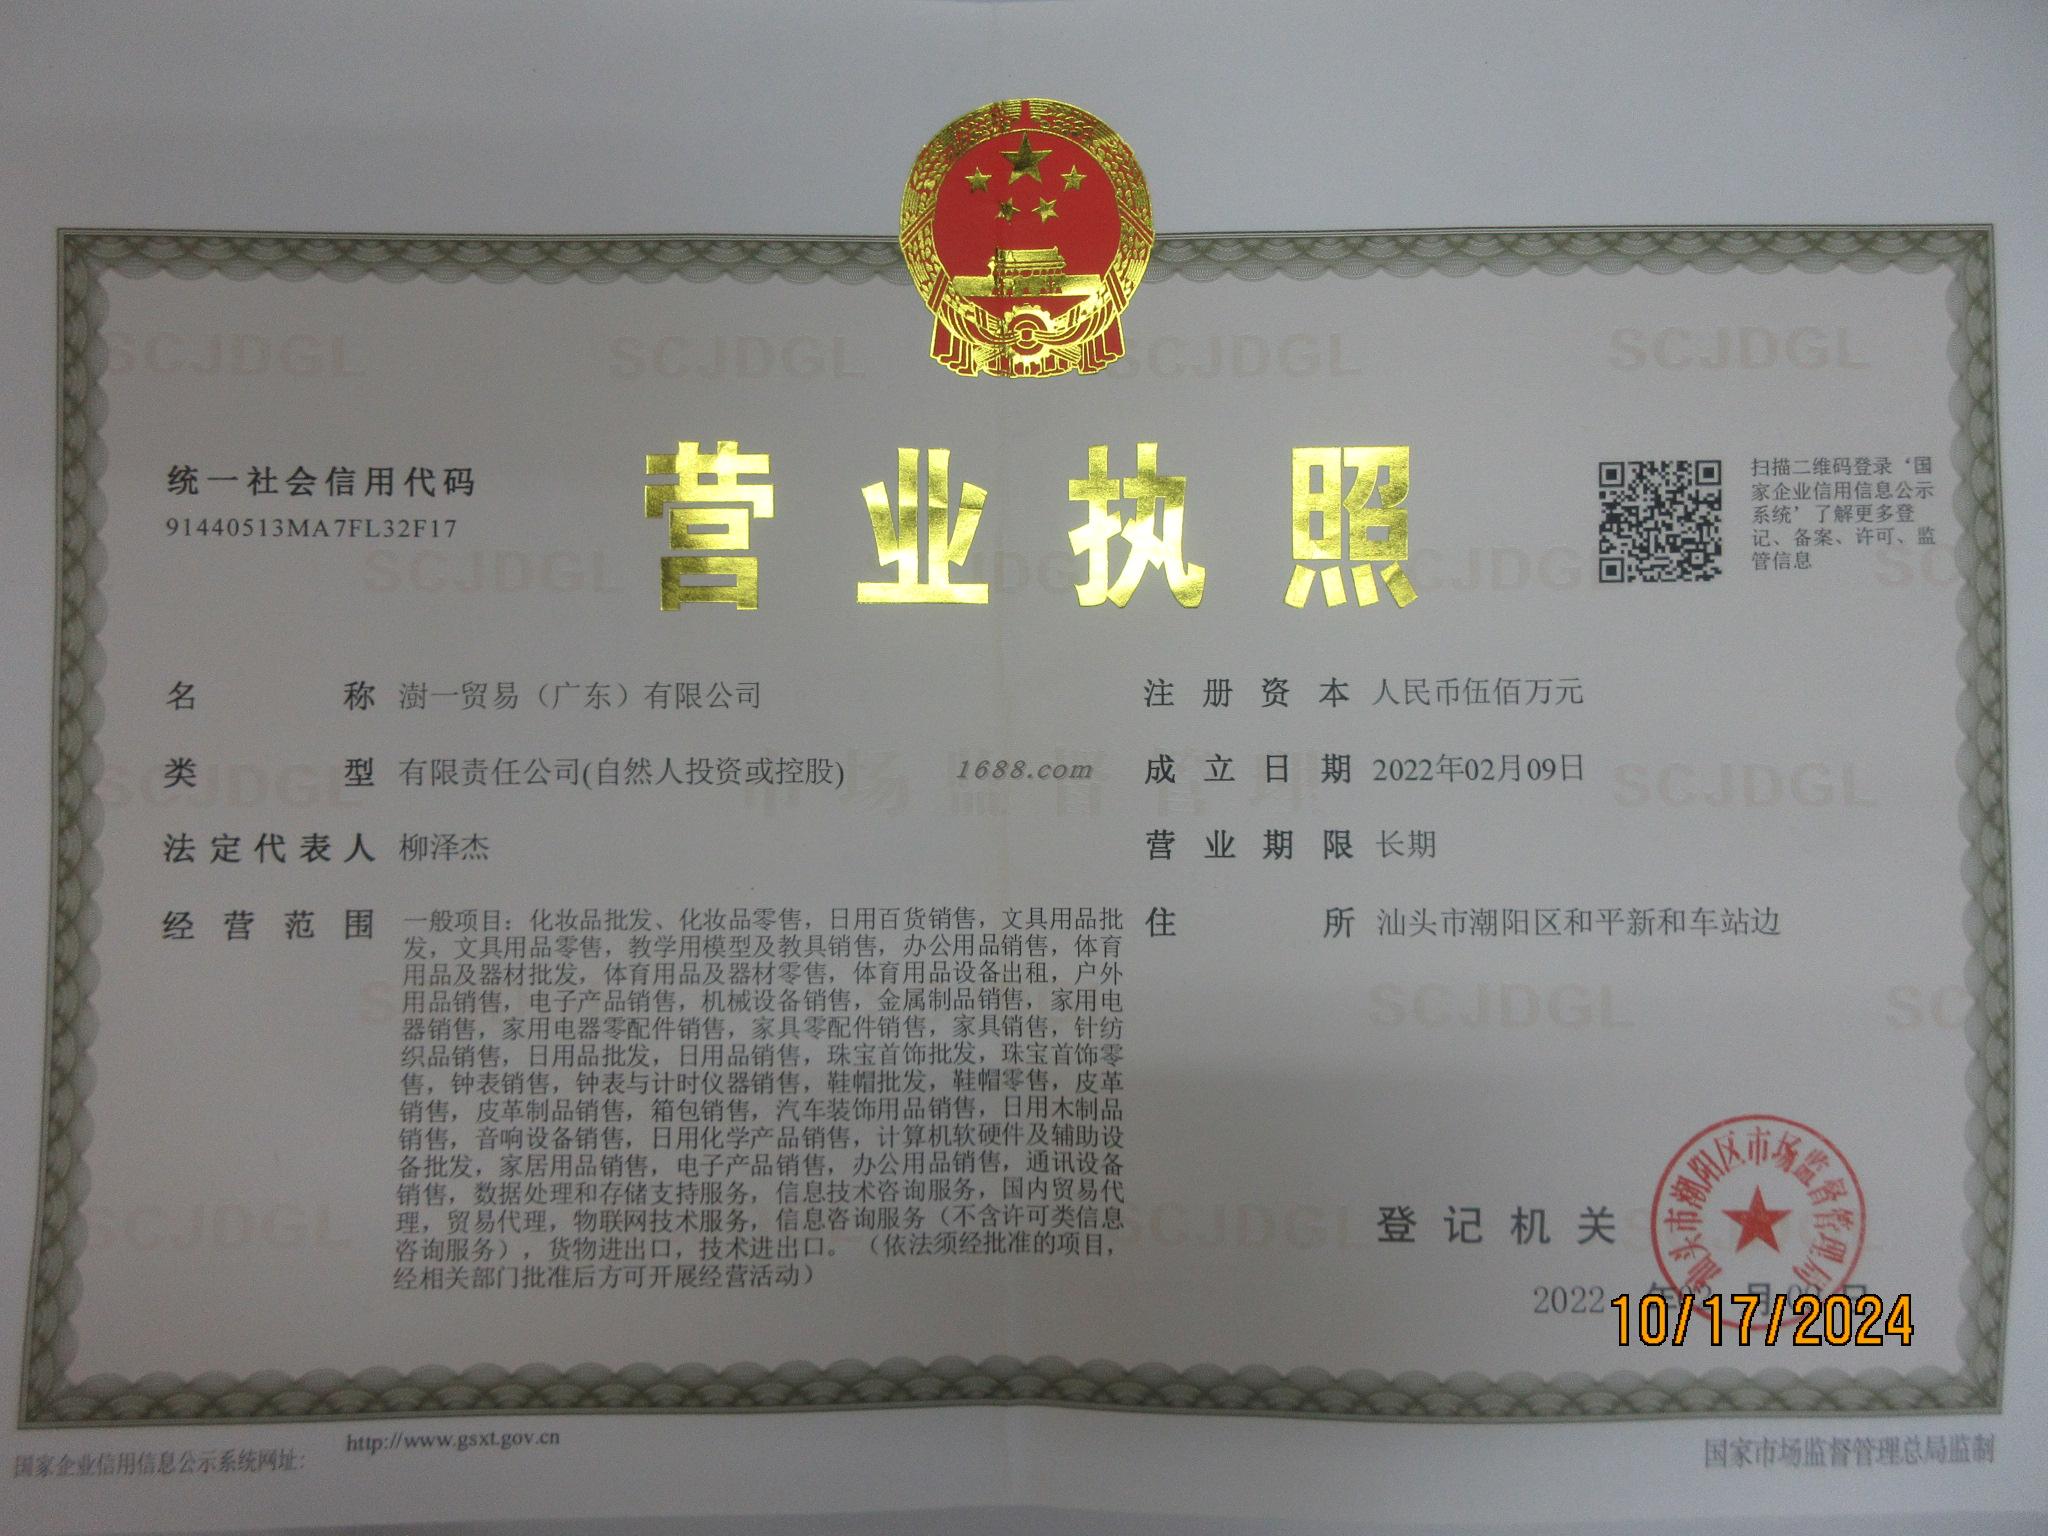 统一社会信用代码
91440513MA7FL32F17
营业执照
扫描二维码登录‘国
家企业信用信息公示
系统’了解更多登
记、备案、许可、监
管信息
名称 澍一贸易（广东）有限公司
类型 有限责任公司(自然人投资或控股)
法定代表人 柳泽杰
经营范围 一般项目：化妆品批发、化妆品零售，日用百货销售，文具用品批
发，文具用品零售，教学用模型及教具销售，办公用品销售，体育
用品及器材批发，体育用品及器材零售，体育用品设备出租，户外
用品销售，电子产品销售，机械设备销售，金属制品销售，家用电
器销售，家用电器零配件销售，家具零配件销售，家具销售，针纺
织品销售，日用品批发，日用品销售，珠宝首饰批发，珠宝首饰零
售，钟表销售，钟表与计时仪器销售，鞋帽批发，鞋帽零售，皮革
销售，皮革制品销售，箱包销售，汽车装饰用品销售，日用木制品
销售，音响设备销售，日用化学产品销售，计算机软硬件及辅助设
备批发，家居用品销售，电子产品销售，办公用品销售，通讯设备
销售，数据处理和存储支持服务，信息技术咨询服务，国内贸易代
理，贸易代理，物联网技术服务，信息咨询服务（不含许可类信息
咨询服务），货物进出口，技术进出口。（依法须经批准的项目，
经相关部门批准后方可开展经营活动）
1688.com
注册资本 人民币伍佰万元
成立日期 2022年02月09日
营业期限 长期
住所 汕头市潮阳区和平新和车站边
登记机关
汕头市潮阳区市场监督管理局
2022年 月 日
10/17/2024
国家企业信用信息公示系统网址：
http://www.gsxt.gov.cn
国家市场监督管理总局监制
SCJDGL
市场监督管理